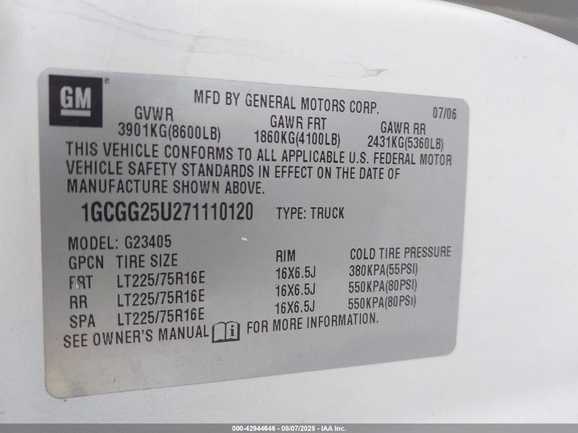 GM
MFD BY GENERAL MOTORS CORP. 07/06
GVWR GAWR FRT GAWR RR
3901KG(8600LB) 1860KG(4100LB) 2431KG(5360LB)
THIS VEHICLE CONFORMS TO ALL APPLICABLE U.S. FEDERAL MOTOR
VEHICLE SAFETY STANDARDS IN EFFECT ON THE DATE OF
MANUFACTURE SHOWN ABOVE.
1GCGG25U271110120 TYPE: TRUCK
MODEL: G23405
GPCN TIRE SIZE RIM COLD TIRE PRESSURE
FRT LT225/75R16E 16X6.5J 380KPA(55PSI)
RR LT225/75R16E 16X6.5J 550KPA(80PSI)
SPA LT225/75R16E 16X6.5J 550KPA(80PSI)
SEE OWNER'S MANUAL FOR MORE INFORMATION.
000-42944646 - 08/07/2025 - IAA Inc.